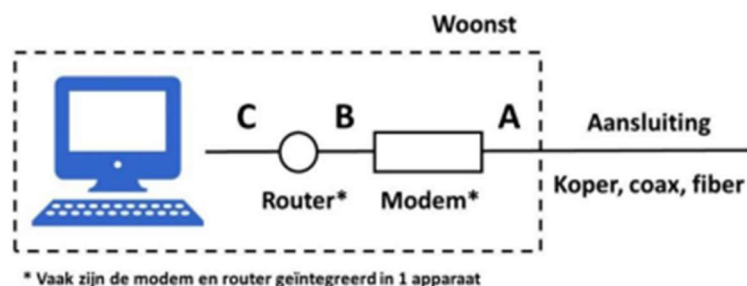 Woonst
C B A
Aansluiting
Router* Modem*
Koper, coax, fiber
* Vaak zijn de modem en router geïntegreerd in 1 apparaat